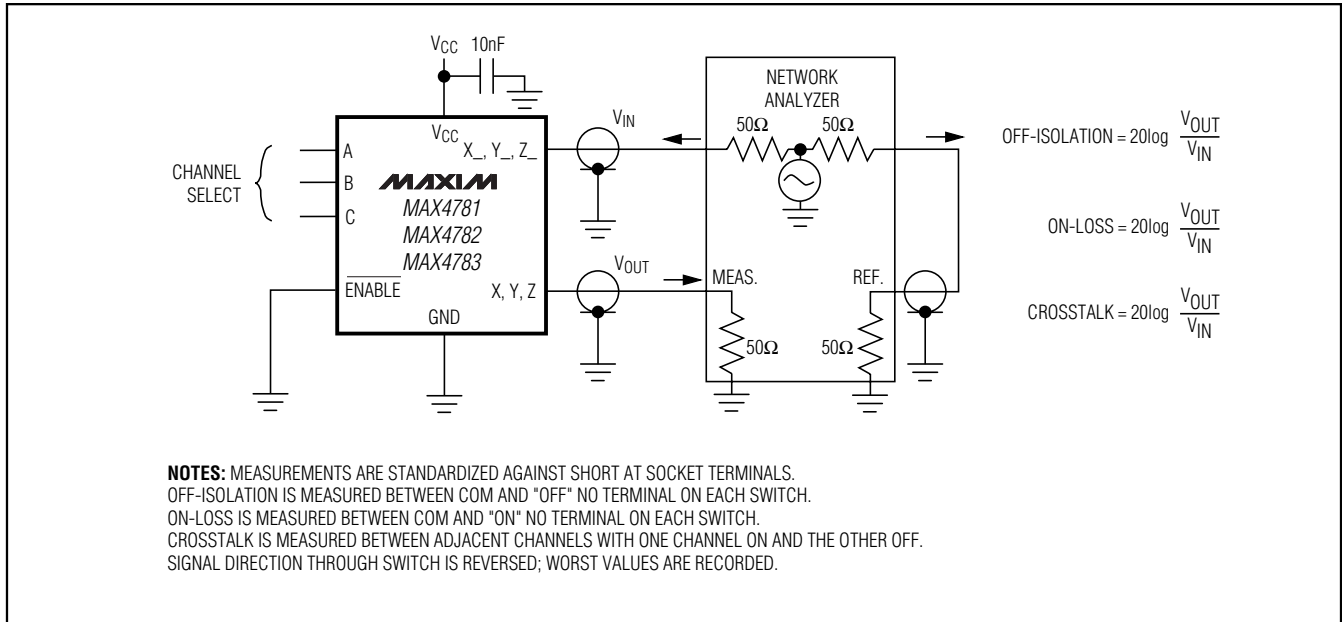 VCC 10nF
NETWORK
ANALYZER
VIN
50Ω 50Ω
VCC
X_, Y_, Z_
CHANNEL
SELECT
A
B
C
MAXIM
MAX4781
MAX4782
MAX4783
ENABLE
X, Y, Z
GND
VOUT
MEAS.
REF.
50Ω
50Ω
OFF-ISOLATION = 20log VOUT
VIN
ON-LOSS = 20log VOUT
VIN
CROSSTALK = 20log VOUT
VIN
NOTES: MEASUREMENTS ARE STANDARDIZED AGAINST SHORT AT SOCKET TERMINALS.
OFF-ISOLATION IS MEASURED BETWEEN COM AND "OFF" NO TERMINAL ON EACH SWITCH.
ON-LOSS IS MEASURED BETWEEN COM AND "ON" NO TERMINAL ON EACH SWITCH.
CROSSTALK IS MEASURED BETWEEN ADJACENT CHANNELS WITH ONE CHANNEL ON AND THE OTHER OFF.
SIGNAL DIRECTION THROUGH SWITCH IS REVERSED; WORST VALUES ARE RECORDED.